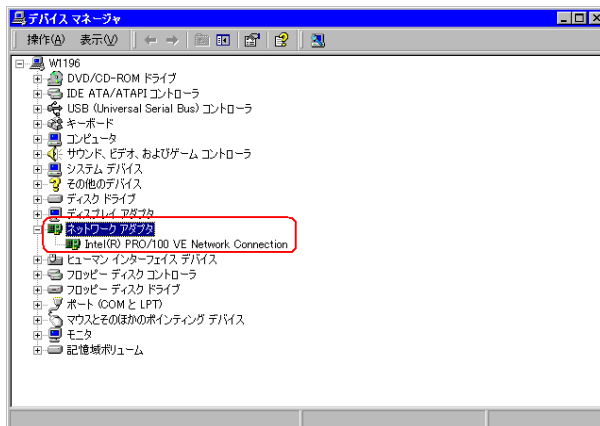 デバイス マネージャ
操作(A) 表示(V)
W1196
DVD/CD-ROM ドライブ
IDE ATA/ATAPI コントローラ
USB (Universal Serial Bus) コントローラ
キーボード
コンピュータ
サウンド、ビデオ、およびゲーム コントローラ
システム デバイス
その他のデバイス
ディスク ドライブ
ディスプレイ アダプタ
ネットワーク アダプタ
Intel(R) PRO/100 VE Network Connection
ヒューマン インターフェイス デバイス
フロッピー ディスク コントローラ
フロッピー ディスク ドライブ
ポート (COM と LPT)
マウスとそのほかのポインティング デバイス
モニタ
記憶域ボリューム